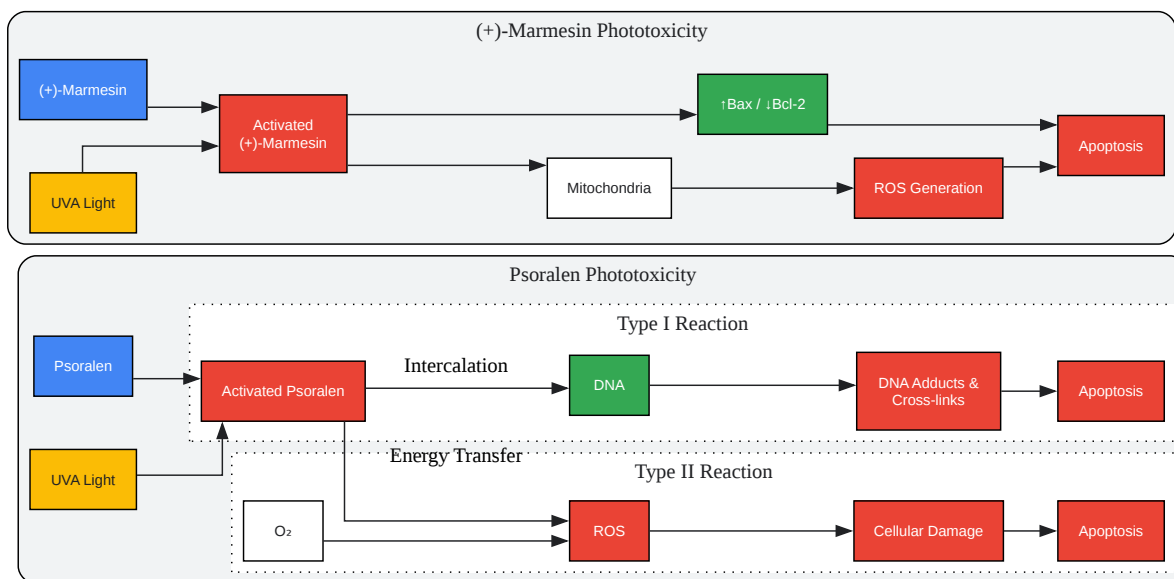 (+)-Marmesin Phototoxicity
(+)-Marmesin
UVA Light
Activated
(+)-Marmesin
↑Bax / ↓Bcl-2
Mitochondria
ROS Generation
Apoptosis
Psoralen Phototoxicity
Type I Reaction
Psoralen
UVA Light
Activated Psoralen
Intercalation
DNA
DNA Adducts &
Cross-links
Apoptosis
Energy Transfer
Type II Reaction
O₂
ROS
Cellular Damage
Apoptosis